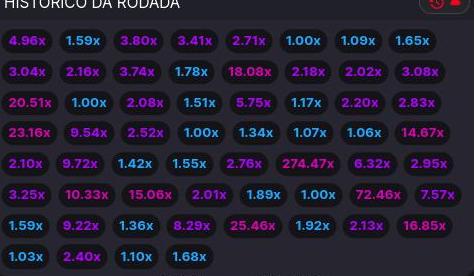 HISTÓRICO DA RODADA
4.96x 1.59x 3.80x 3.41x 2.71x 1.00x 1.09x 1.65x
3.04x 2.16x 3.74x 1.78x 18.08x 2.18x 2.02x 3.08x
20.51x 1.00x 2.08x 1.51x 5.75x 1.17x 2.20x 2.83x
23.16x 9.54x 2.52x 1.00x 1.34x 1.07x 1.06x 14.67x
2.10x 9.72x 1.42x 1.55x 2.76x 274.47x 6.32x 2.95x
3.25x 10.33x 15.06x 2.01x 1.89x 1.00x 72.46x 7.57x
1.59x 9.22x 1.36x 8.29x 25.46x 1.92x 2.13x 16.85x
1.03x 2.40x 1.10x 1.68x